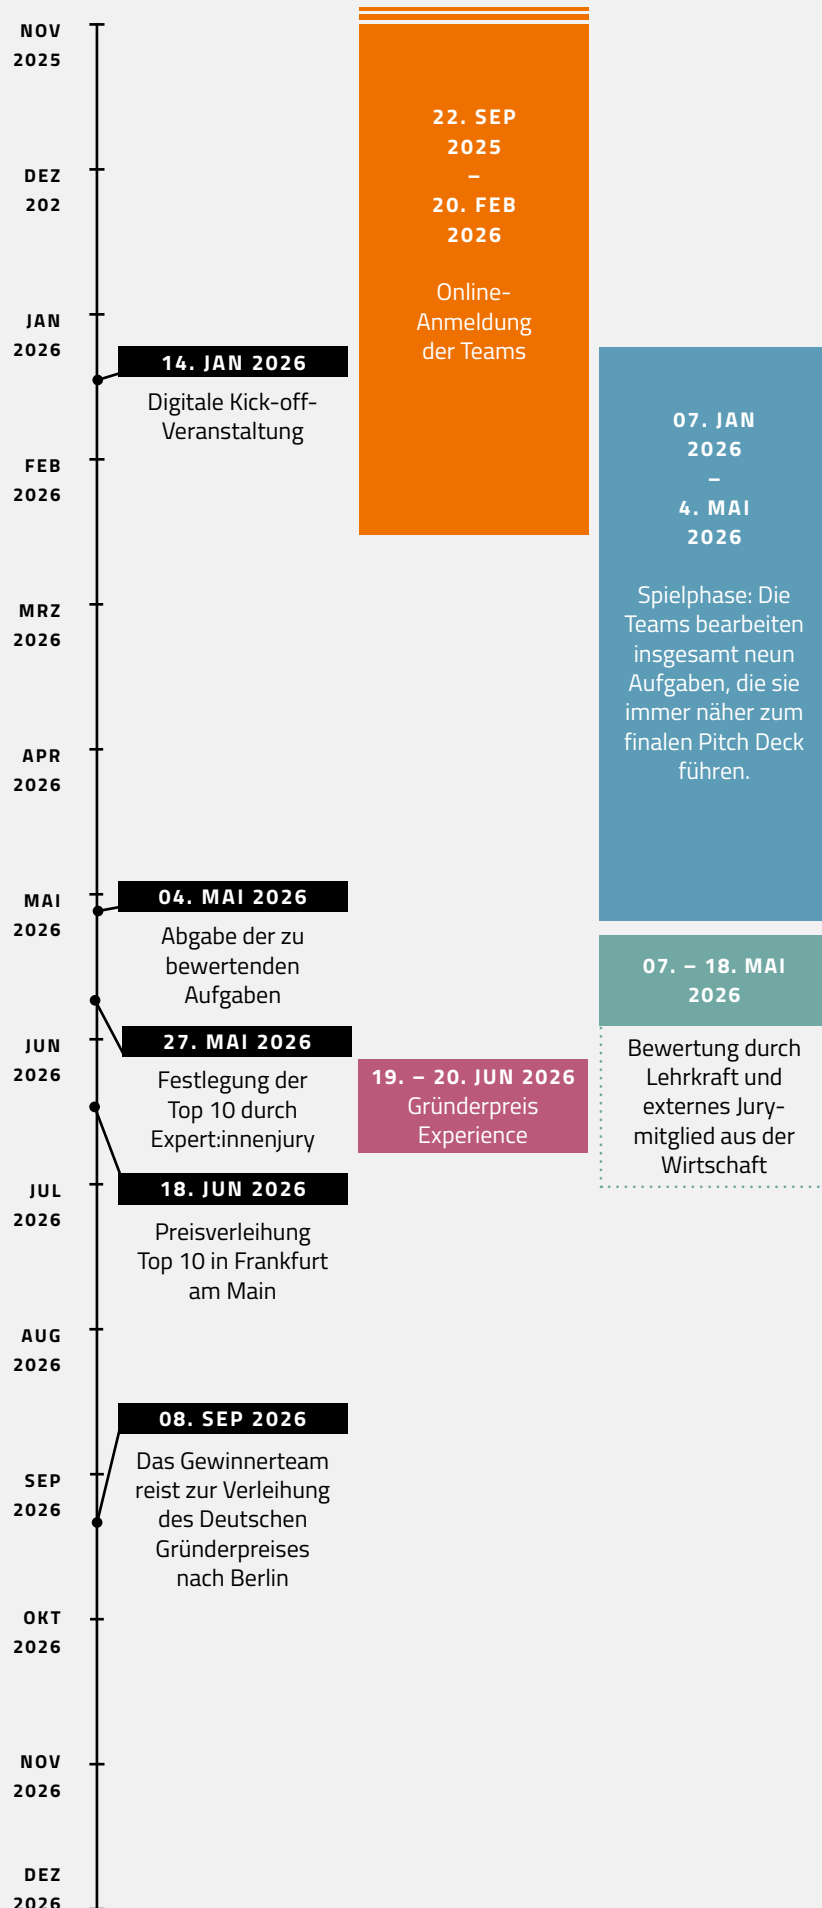 NOV
2025
DEZ
202
JAN
2026
FEB
2026
MRZ
2026
APR
2026
MAI
2026
JUN
2026
JUL
2026
AUG
2026
SEP
2026
OKT
2026
NOV
2026
DEZ
2026
14. JAN 2026
Digitale Kick-off-
Veranstaltung
04. MAI 2026
Abgabe der zu
bewertenden
Aufgaben
27. MAI 2026
Festlegung der
Top 10 durch
Expert:innenjury
18. JUN 2026
Preisverleihung
Top 10 in Frankfurt
am Main
08. SEP 2026
Das Gewinnerteam
reist zur Verleihung
des Deutschen
Gründerpreises
nach Berlin
22. SEP
2025
–
20. FEB
2026
Online-
Anmeldung
der Teams
19. – 20. JUN 2026
Gründerpreis
Experience
07. JAN
2026
–
4. MAI
2026
Spielphase: Die
Teams bearbeiten
insgesamt neun
Aufgaben, die sie
immer näher zum
finalen Pitch Deck
führen.
07. – 18. MAI
2026
Bewertung durch
Lehrkraft und
externes Jury-
mitglied aus der
Wirtschaft